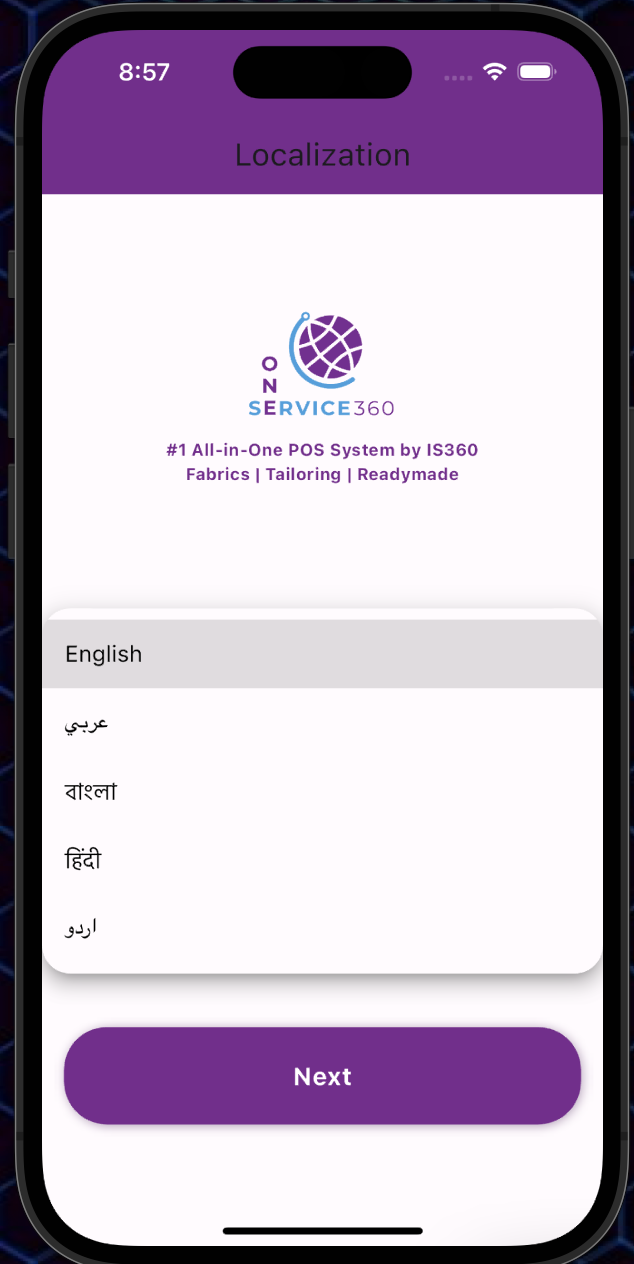 8:57
Localization
ONE
SERVICE360
#1 All-in-One POS System by IS360
Fabrics | Tailoring | Readymade
English
عربي
বাংলা
हिंदी
اردو
Next